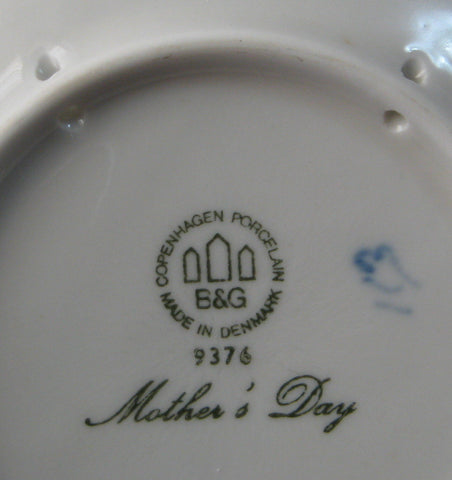 COPENHAGEN PORCELAIN
B&G
MADE IN DENMARK
9376
Mother's Day